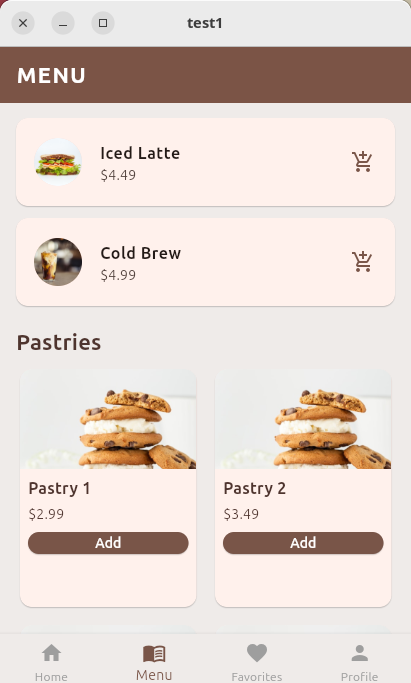 test1
MENU
Iced Latte
$4.49
Cold Brew
$4.99
Pastries
Pastry 1
$2.99
Add
Pastry 2
$3.49
Add
Home
Menu
Favorites
Profile